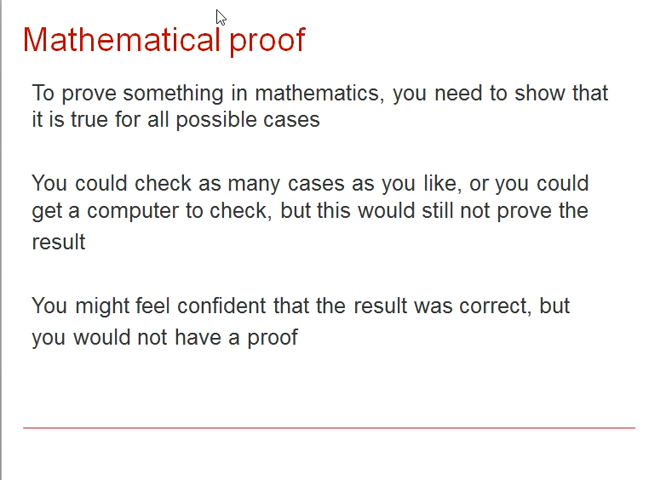 Mathematical proof
To prove something in mathematics, you need to show that
it is true for all possible cases
You could check as many cases as you like, or you could
get a computer to check, but this would still not prove the
result
You might feel confident that the result was correct, but
you would not have a proof